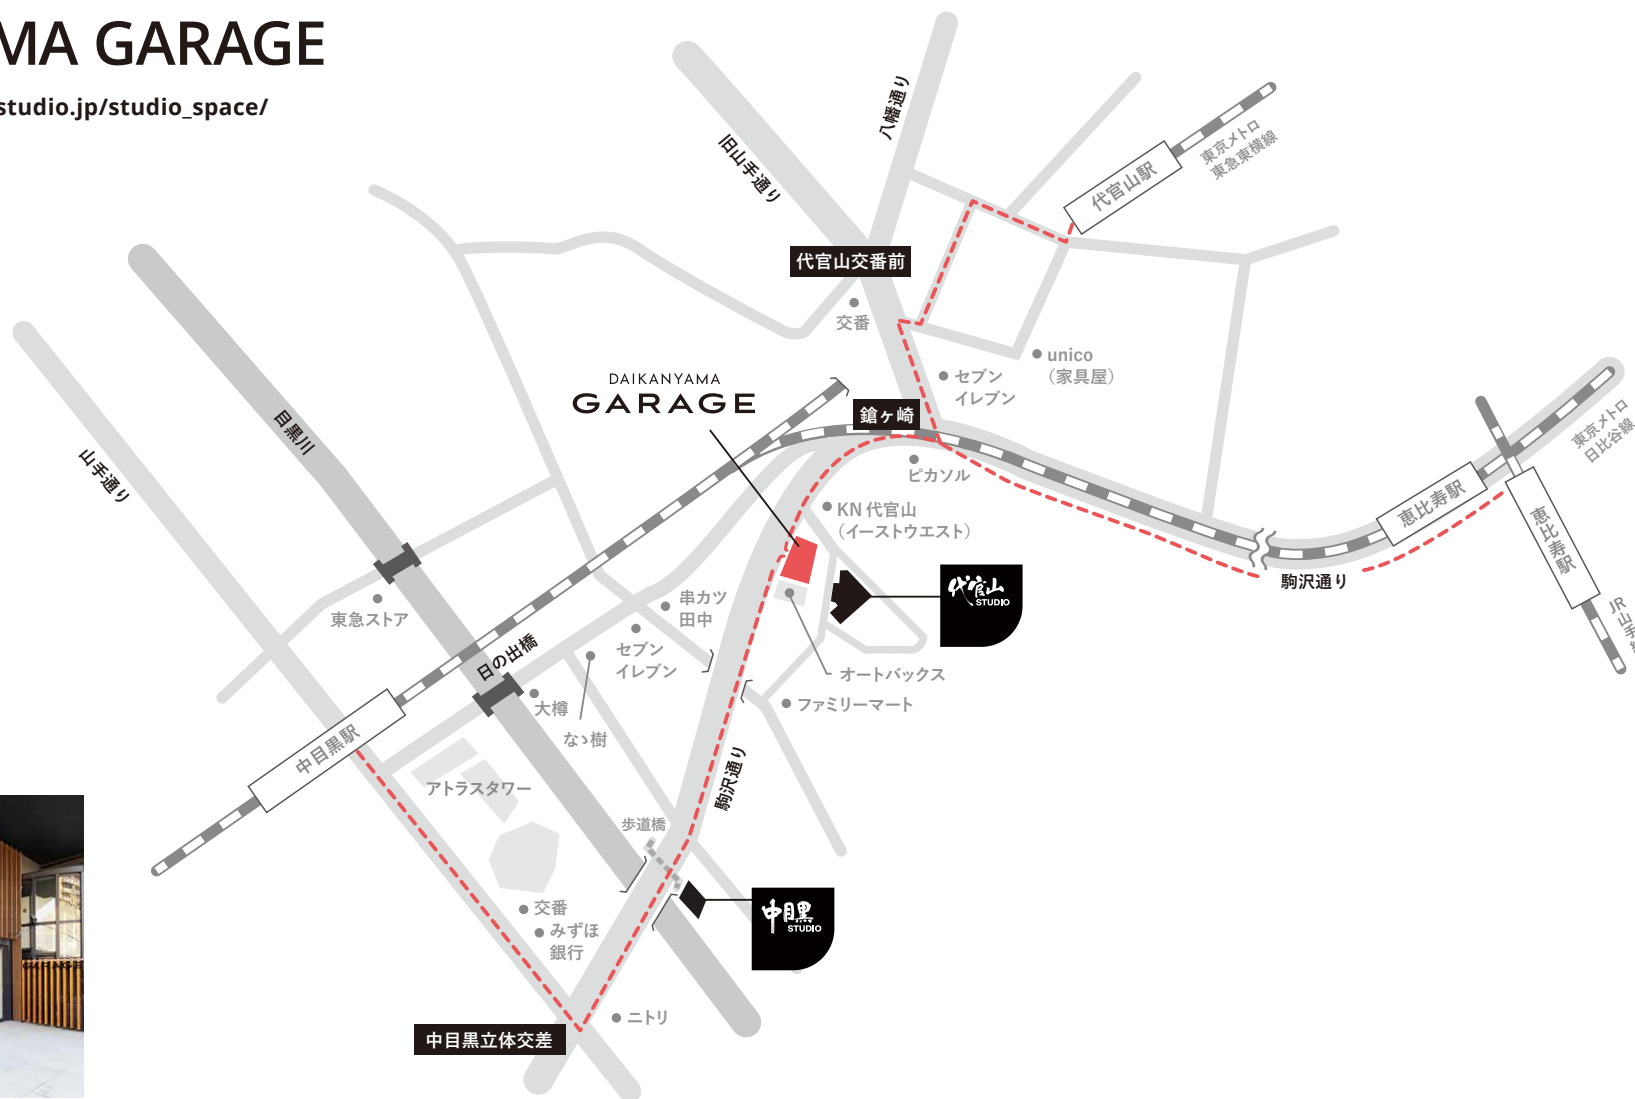 MA GARAGE
studio.jp/studio_space/
八幡通り
旧山手通り
東京メトロ
東急東横線
代官山駅
代官山交番前
交番
unico
（家具屋）
セブン
イレブン
DAIKANYAMA
GARAGE
鎗ヶ崎
ピカソル
東京メトロ
日比谷線
恵比寿駅
恵比寿駅
JR
駒沢通り
目黒川
山手通り
KN 代官山
（イーストウエスト）
代官山
STUDIO
東急ストア
串カツ
田中
セブン
イレブン
日の出橋
大樽
なゝ樹
オートバックス
ファミリーマート
中目黒駅
アトラスタワー
駒沢通り
歩道橋
中目黒
STUDIO
交番
みずほ
銀行
ニトリ
中目黒立体交差